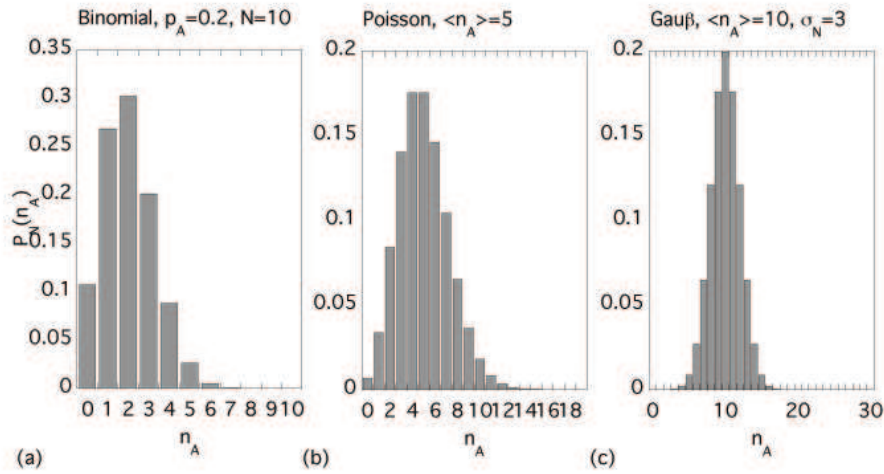 Binomial, p_A=0.2, N=10
0.35
0.3
0.25
0.2
0.15
0.1
0.05
0
P_N(n_A)
0 1 2 3 4 5 6 7 8 9 10
n_A
(a)
Poisson, <n_A>=5
0.2
0.15
0.1
0.05
0
0 2 4 6 8 10 12 14 16 18
n_A
(b)
Gauβ, <n_A>=10, σ_N=3
0.2
0.15
0.1
0.05
0
0 10 20 30
n_A
(c)